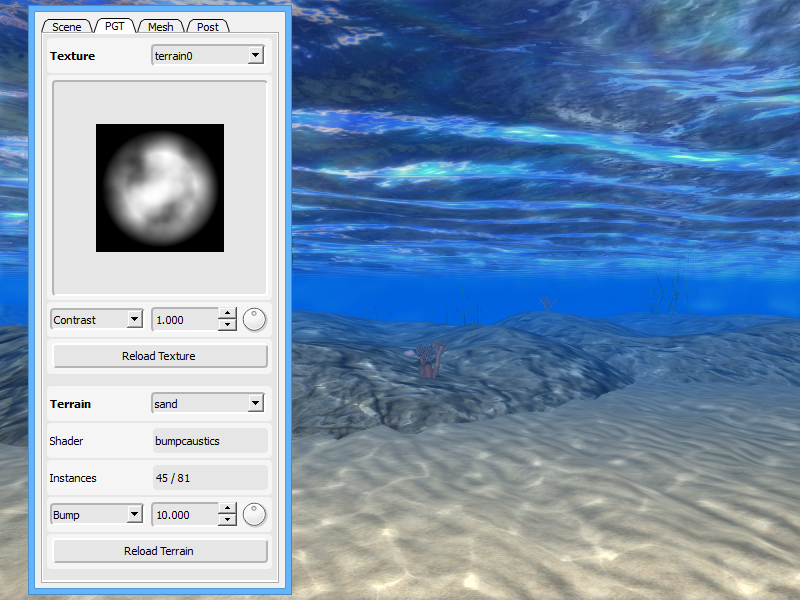 Scene PGT Mesh Post
Texture terrain0
Contrast 1.000
Reload Texture
Terrain sand
Shader bumpcaustics
Instances 45 / 81
Bump 10.000
Reload Terrain